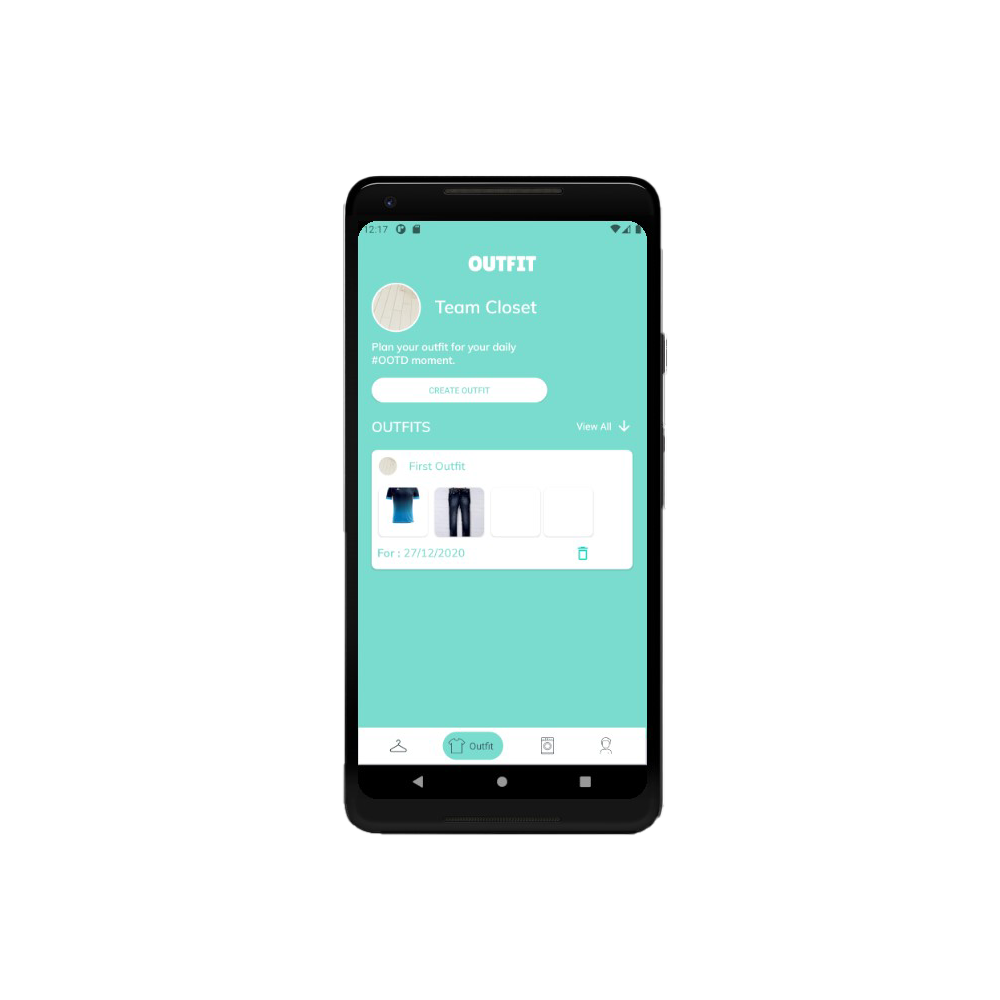 12:17
OUTFIT
Team Closet
Plan your outfit for your daily
#OOTD moment.
CREATE OUTFIT
OUTFITS
View All
First Outfit
For : 27/12/2020
Outfit